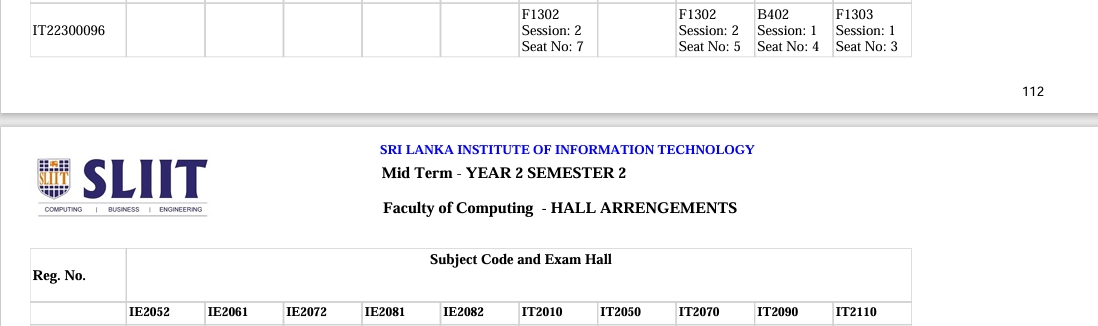 IT22300096
F1302
Session: 2
Seat No: 7
F1302
Session: 2
Seat No: 5
B402
Session: 1
Seat No: 4
F1303
Session: 1
Seat No: 3
112
SLIIT
SLIIT
COMPUTING | BUSINESS | ENGINEERING
SRI LANKA INSTITUTE OF INFORMATION TECHNOLOGY
Mid Term - YEAR 2 SEMESTER 2
Faculty of Computing - HALL ARRANGEMENTS
Reg. No.
Subject Code and Exam Hall
IE2052 IE2061 IE2072 IE2081 IE2082 IT2010 IT2050 IT2070 IT2090 IT2110